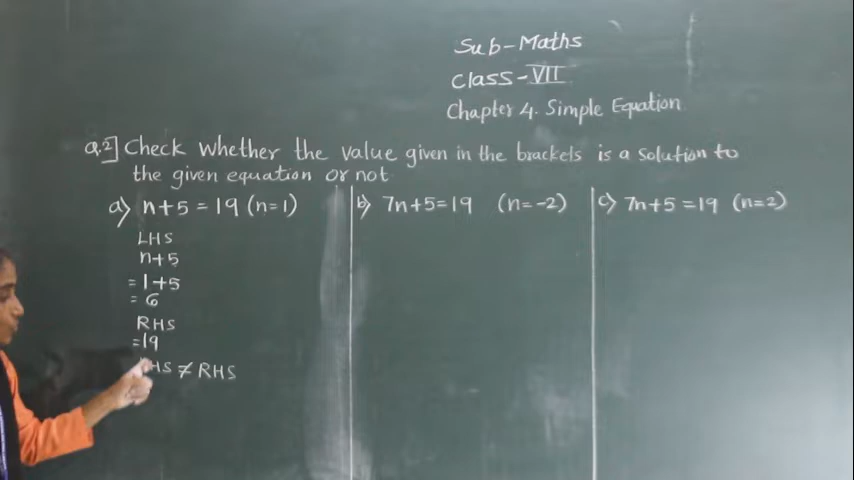 Sub-Maths
Class-VII
Chapter 4. Simple Equation
Q.2] Check whether the value given in the brackets is a solution to
the given equation or not
a) n+5=19 (n=1)
LHS
n+5
=1+5
=6
RHS
=19
LHS ≠ RHS
b) 7n+5=19 (n=-2)
c) 7n+5=19 (n=2)